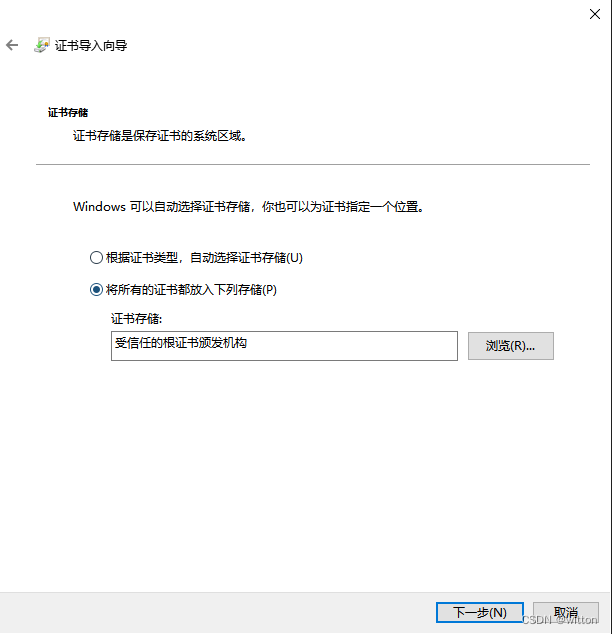 证书导入向导
证书存储
证书存储是保存证书的系统区域。
Windows 可以自动选择证书存储，你也可以为证书指定一个位置。
根据证书类型，自动选择证书存储(U)
将所有的证书都放入下列存储(P)
证书存储:
受信任的根证书颁发机构
浏览(R)...
下一步(N)
取消
CSDN @witton